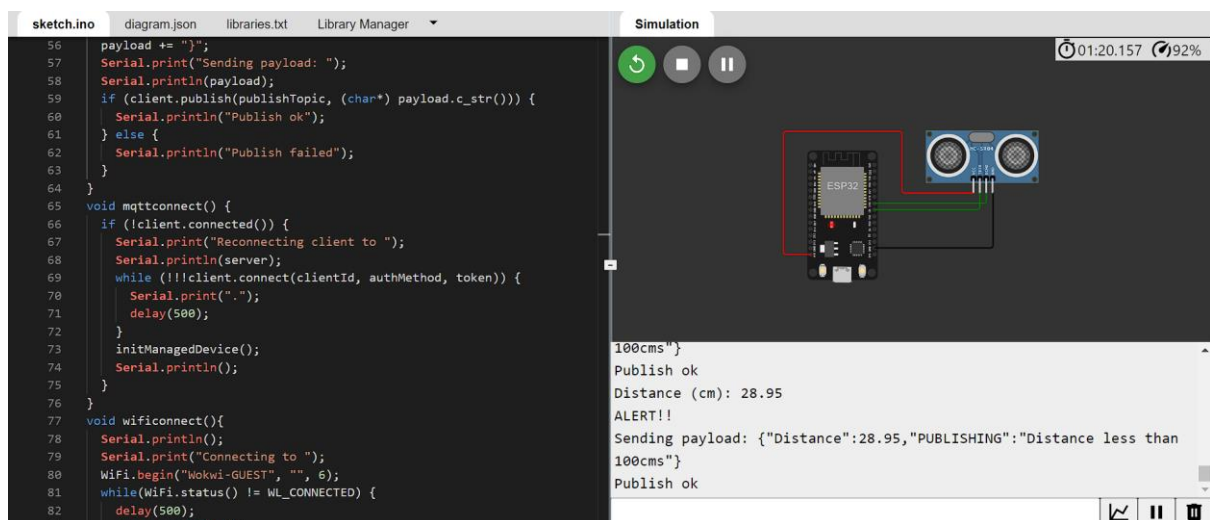 sketch.ino diagram.json libraries.txt Library Manager
56 payload += "}";
57 Serial.print("Sending payload: ");
58 Serial.println(payload);
59 if (client.publish(publishTopic, (char*) payload.c_str())) {
60 Serial.println("Publish ok");
61 } else {
62 Serial.println("Publish failed");
63 }
64 }
65 void mqttconnect() {
66 if (!client.connected()) {
67 Serial.print("Reconnecting client to ");
68 Serial.println(server);
69 while (!!!client.connect(clientId, authMethod, token)) {
70 Serial.print(".");
71 delay(500);
72 }
73 initManagedDevice();
74 Serial.println();
75 }
76 }
77 void wificonnect(){
78 Serial.println();
79 Serial.print("Connecting to ");
80 WiFi.begin("Wokwi-GUEST", "", 6);
81 while(WiFi.status() != WL_CONNECTED) {
82 delay(500);
Simulation
01:20.157 92%
ESP32
100cms"}
Publish ok
Distance (cm): 28.95
ALERT!!
Sending payload: {"Distance":28.95,"PUBLISHING":"Distance less than
100cms"}
Publish ok